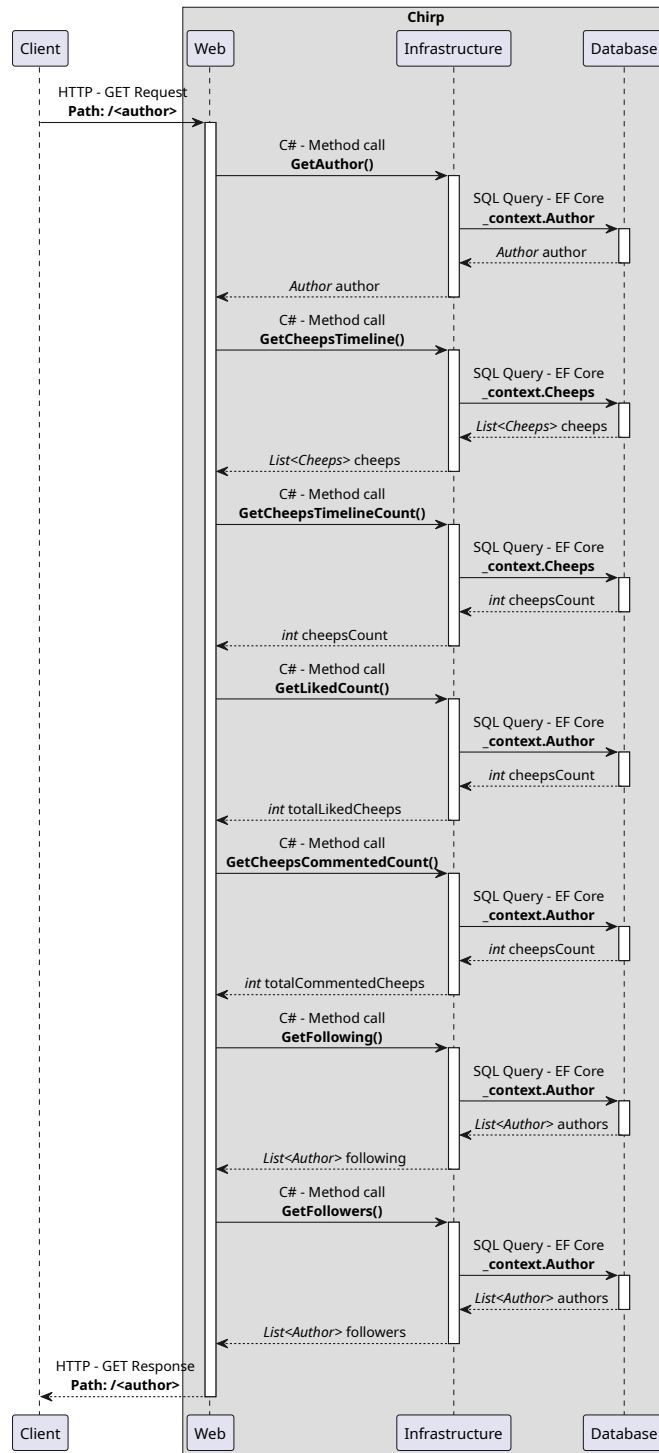 Chirp
Client
Web
Infrastructure
Database
HTTP - GET Request
Path: /<author>
C# - Method call
GetAuthor()
SQL Query - EF Core
_context.Author
Author author
Author author
C# - Method call
GetCheepsTimeline()
SQL Query - EF Core
_context.Cheeps
List<Cheeps> cheeps
List<Cheeps> cheeps
C# - Method call
GetCheepsTimelineCount()
SQL Query - EF Core
_context.Cheeps
int cheepsCount
int cheepsCount
C# - Method call
GetLikedCount()
SQL Query - EF Core
_context.Author
int cheepsCount
int totalLikedCheeps
C# - Method call
GetCheepsCommentedCount()
SQL Query - EF Core
_context.Author
int cheepsCount
int totalCommentedCheeps
C# - Method call
GetFollowing()
SQL Query - EF Core
_context.Author
List<Author> authors
List<Author> following
C# - Method call
GetFollowers()
SQL Query - EF Core
_context.Author
List<Author> authors
List<Author> followers
HTTP - GET Response
Path: /<author>
Client
Web
Infrastructure
Database